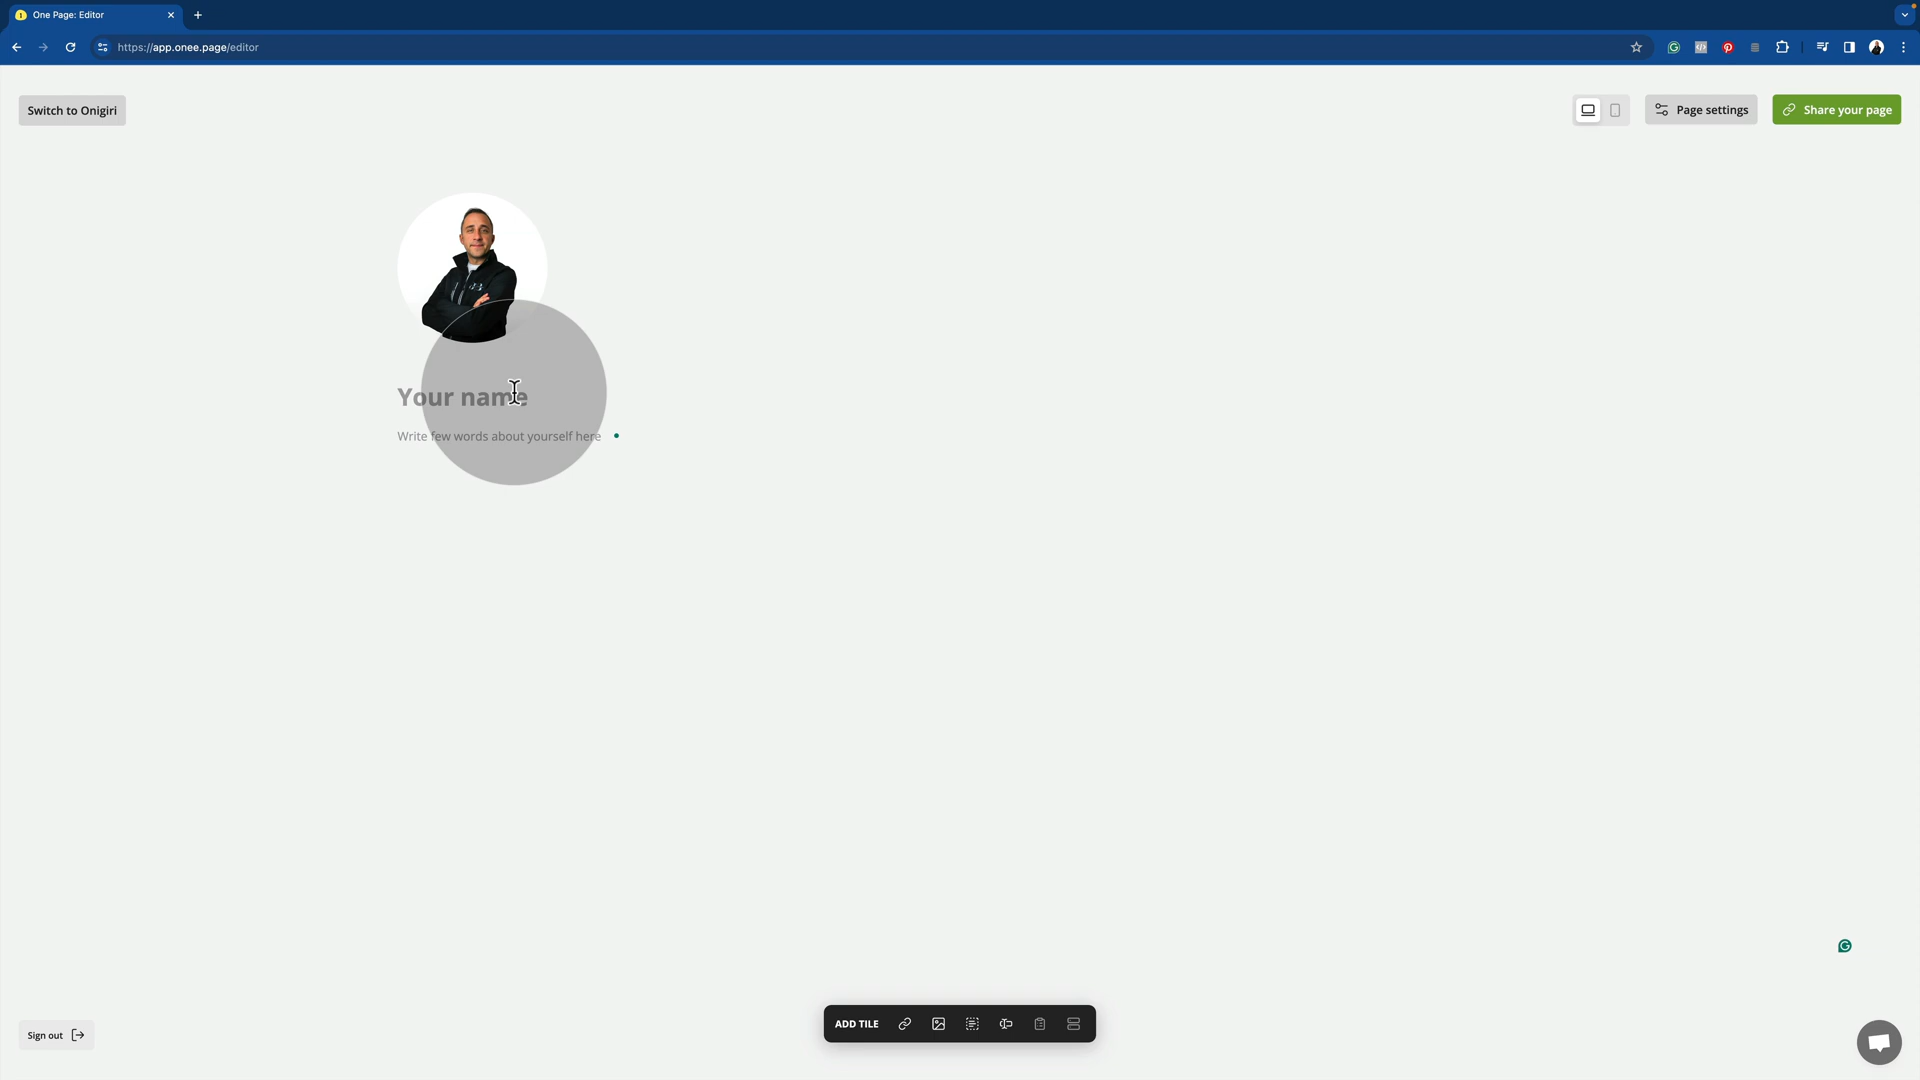 One Page: Editor
https://app.onee.page/editor
Switch to Onigiri
Page settings
Share your page
Your name
Write few words about yourself here
ADD TILE
Sign out